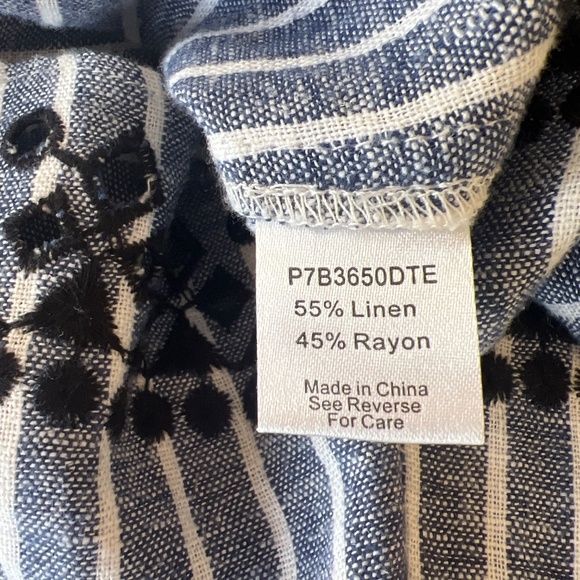 P7B3650DTE
55% Linen
45% Rayon
Made in China
See Reverse
For Care